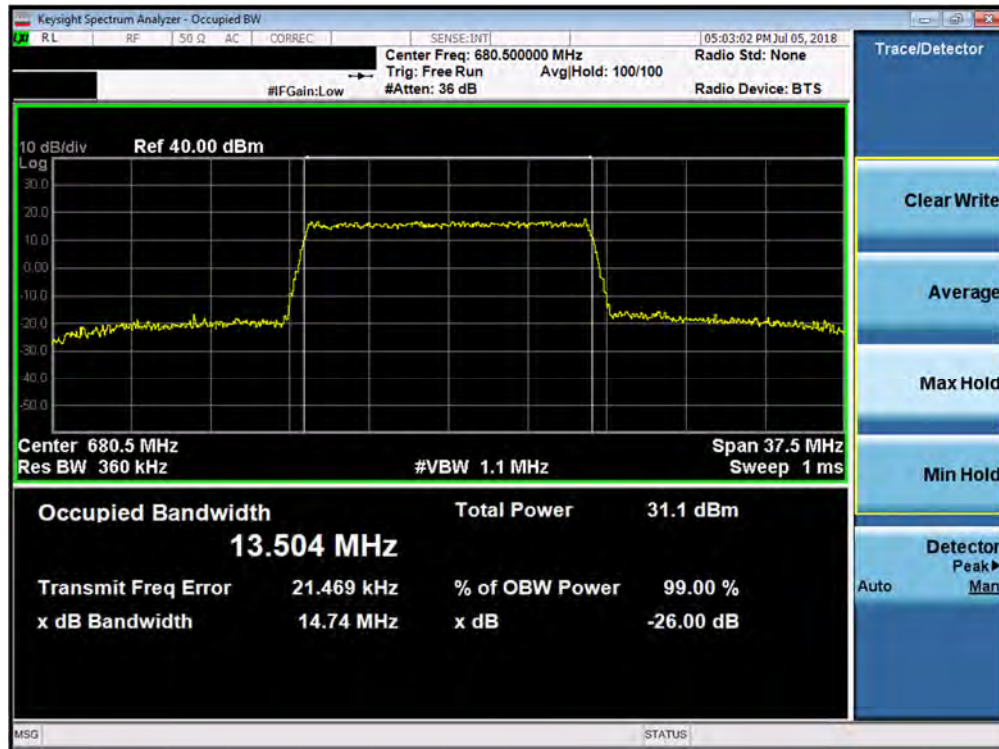 Keysight Spectrum Analyzer - Occupied BW
LXI RL RF 50 Ω AC CORREC SENSE:INT 05:03:02 PM Jul 05, 2018
Center Freq: 680.500000 MHz Radio Std: None
Trig: Free Run Avg|Hold: 100/100
#IFGain:Low #Atten: 36 dB Radio Device: BTS
Trace/Detector
10 dB/div Ref 40.00 dBm
Log
30.0
20.0
10.0
0.00
-10.0
-20.0
-30.0
-40.0
-50.0
Center 680.5 MHz Span 37.5 MHz
Res BW 360 kHz #VBW 1.1 MHz Sweep 1 ms
Occupied Bandwidth Total Power 31.1 dBm
13.504 MHz
Transmit Freq Error 21.469 kHz % of OBW Power 99.00 %
x dB Bandwidth 14.74 MHz x dB -26.00 dB
Clear Write
Average
Max Hold
Min Hold
Detector
Peak▶
Auto Man
MSG STATUS